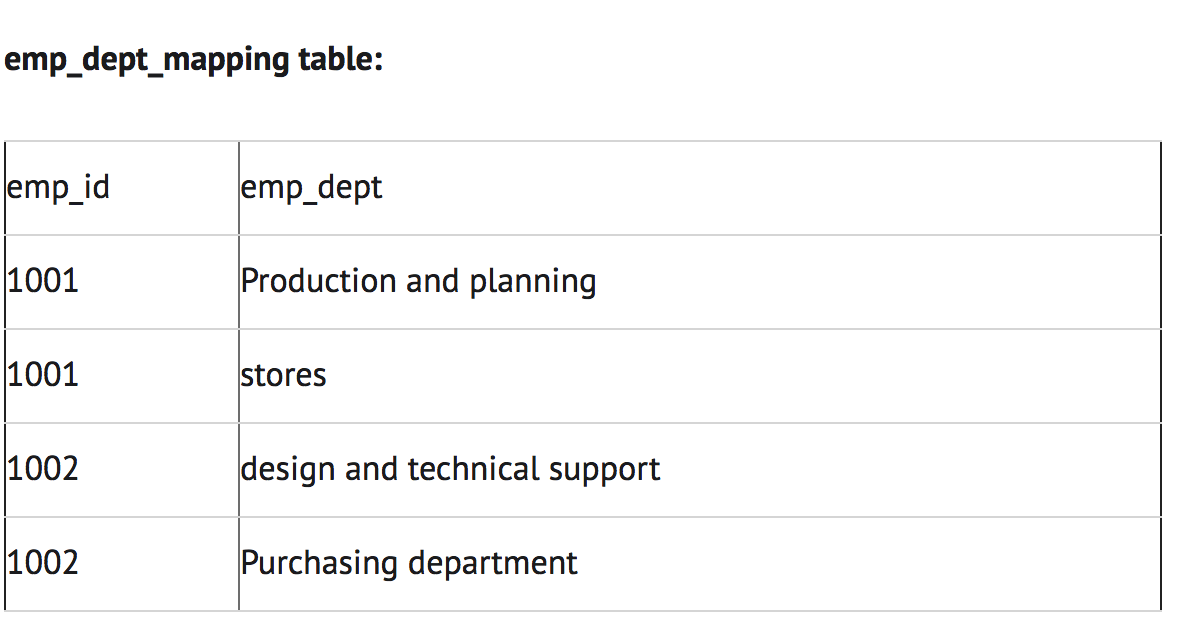 emp_dept_mapping table:
emp_id emp_dept
1001 Production and planning
1001 stores
1002 design and technical support
1002 Purchasing department